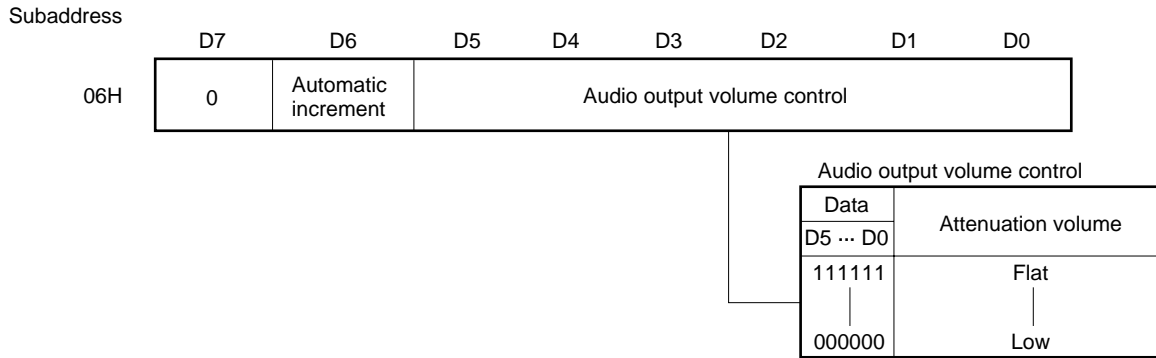 Subaddress
D7 D6 D5 D4 D3 D2 D1 D0
06H 0 Automatic increment Audio output volume control
Audio output volume control
Data Attenuation volume
D5 ··· D0
111111 Flat
000000 Low